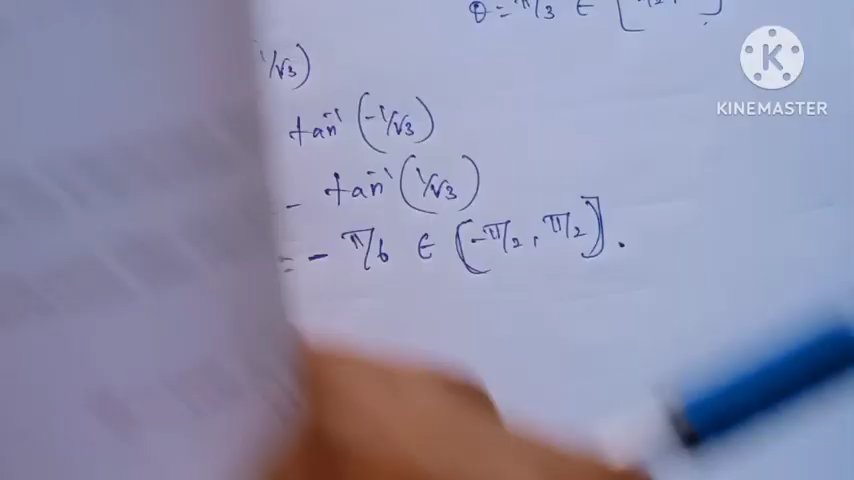 θ = π/3 ∈ [
1/√3)
tan⁻¹ (-1/√3)
- tan⁻¹ (1/√3)
= - π/6 ∈ (-π/2, π/2].
KINEMASTER